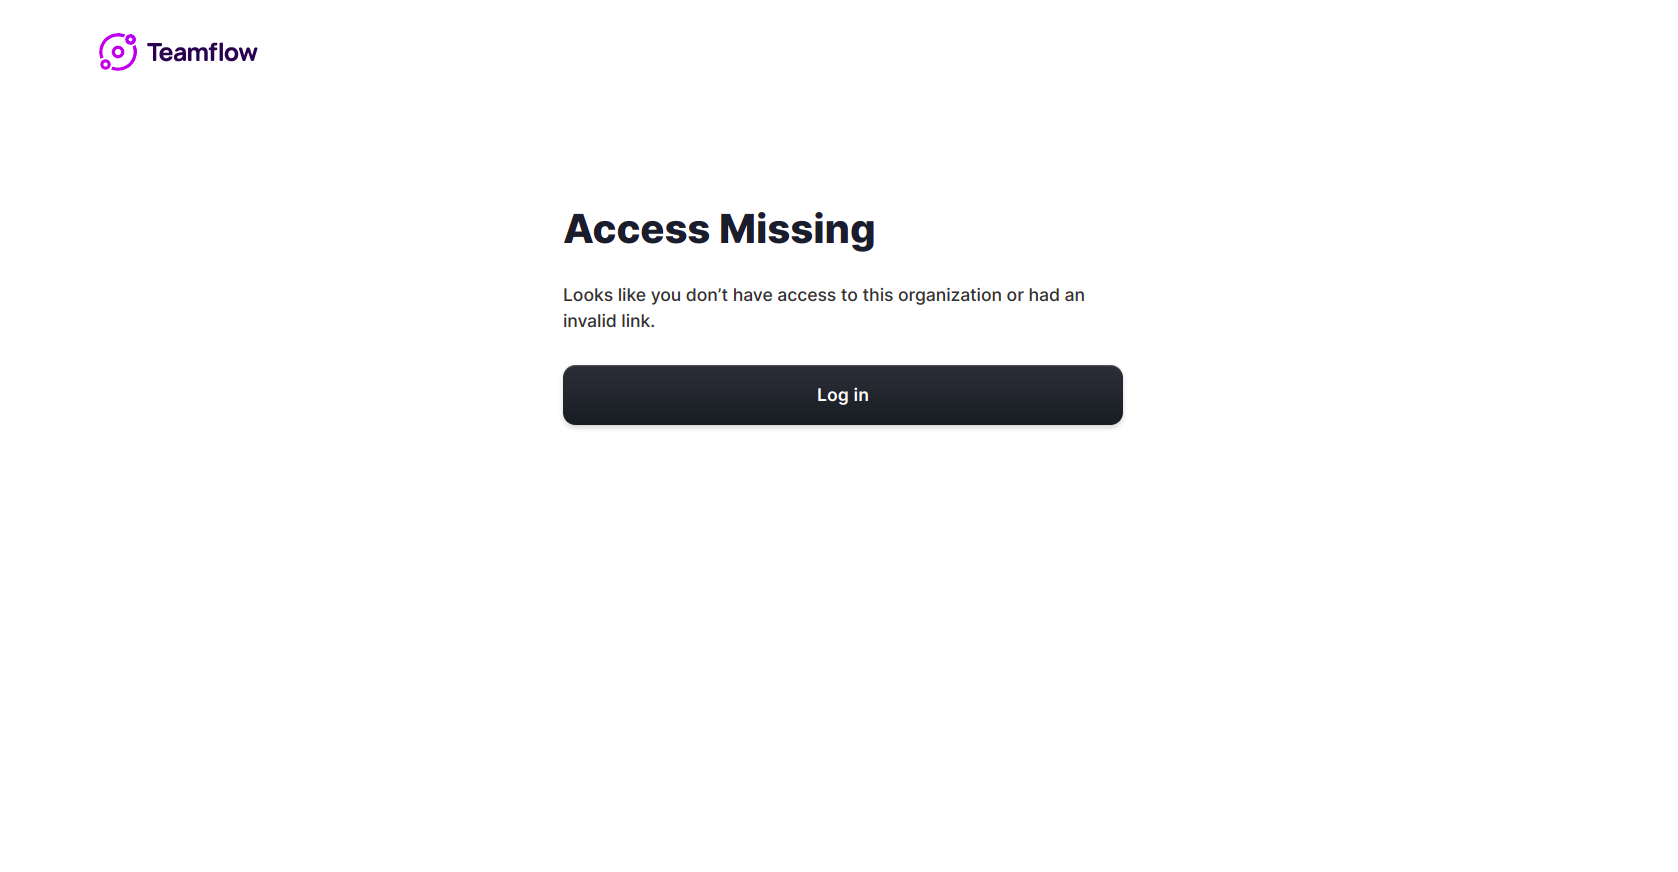 Teamflow
Access Missing
Looks like you don’t have access to this organization or had an
invalid link.
Log in